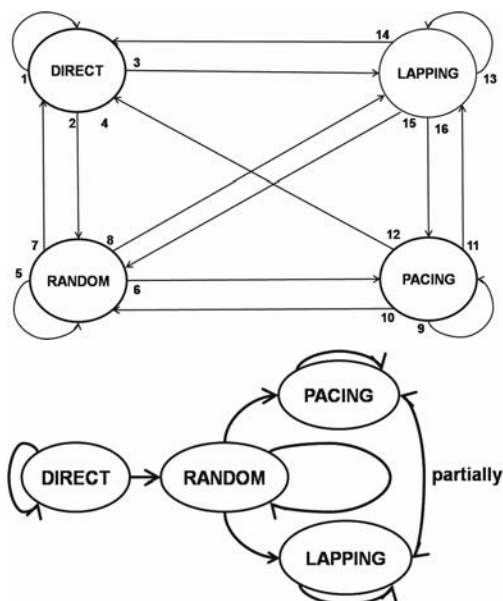 14
1 DIRECT 3 LAPPING 13
2 4 15 16
7 8 12 11
5 RANDOM 6 PACING
10 9
PACING
DIRECT RANDOM partially
LAPPING